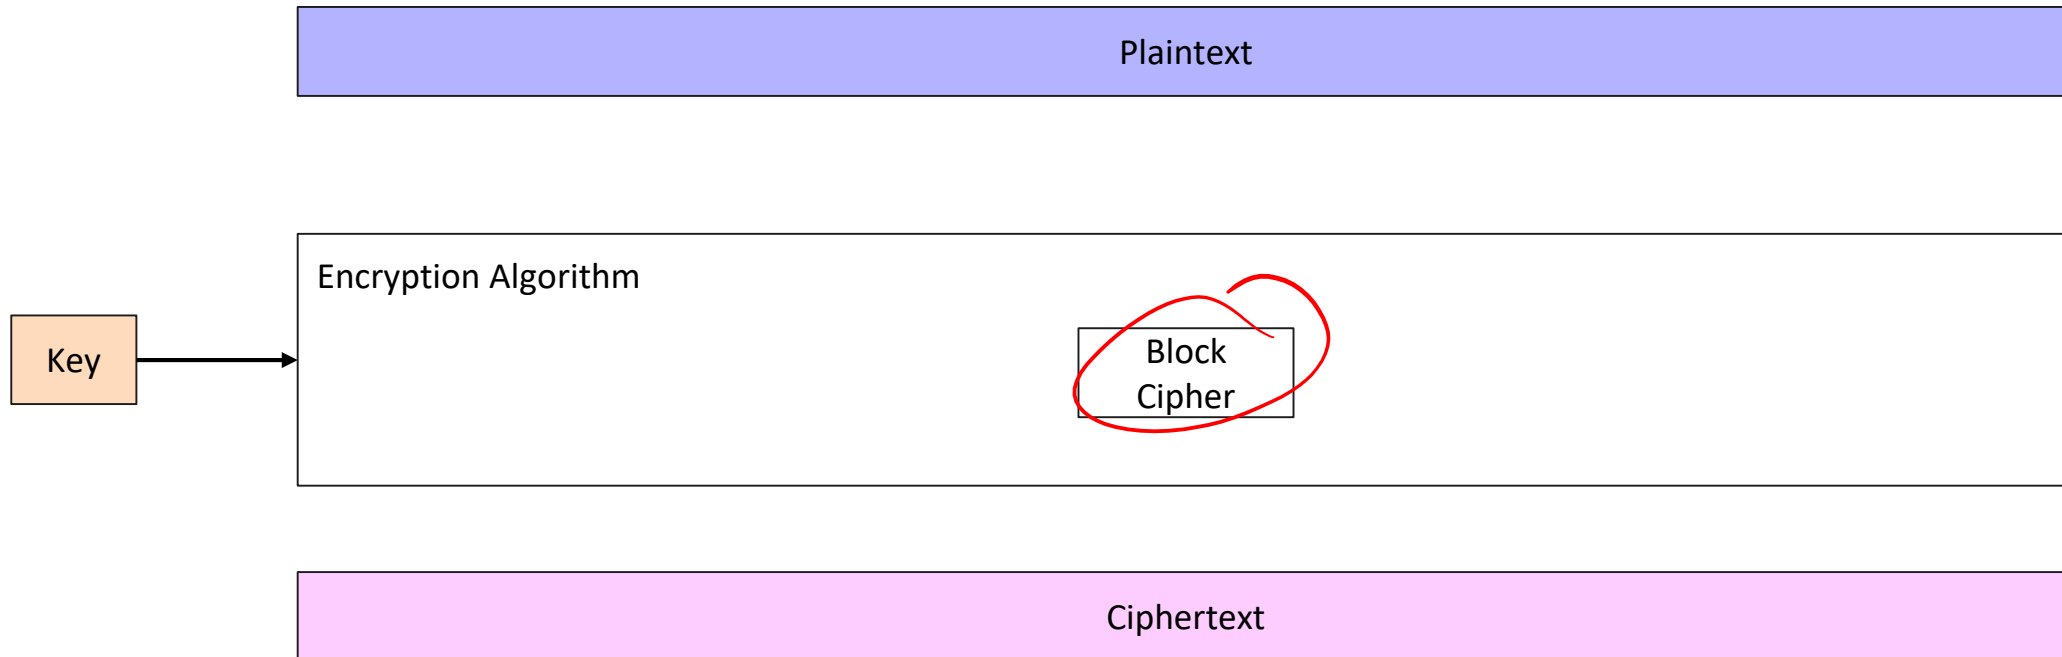 Plaintext
Encryption Algorithm
Key
Block
Cipher
Ciphertext